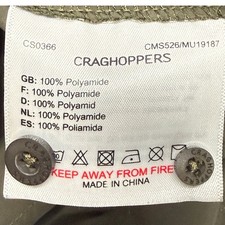 CS0366 CMS526/MU19187
CRAGHOPPERS
GB: 100% Polyamide
F: 100% Polyamide
D: 100% Polyamid
NL: 100% Polyamide
ES: 100% Poliamida
KEEP AWAY FROM FIRE
MADE IN CHINA